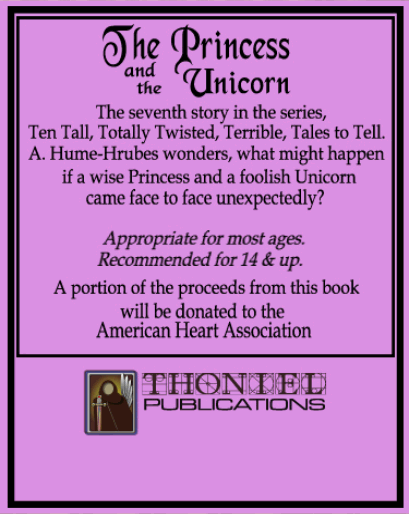 The Princess
and
the Unicorn
The seventh story in the series,
Ten Tall, Totally Twisted, Terrible, Tales to Tell.
A. Hume-Hrubes wonders, what might happen
if a wise Princess and a foolish Unicorn
came face to face unexpectedly?
Appropriate for most ages.
Recommended for 14 & up.
A portion of the proceeds from this book
will be donated to the
American Heart Association
THONIEL
PUBLICATIONS